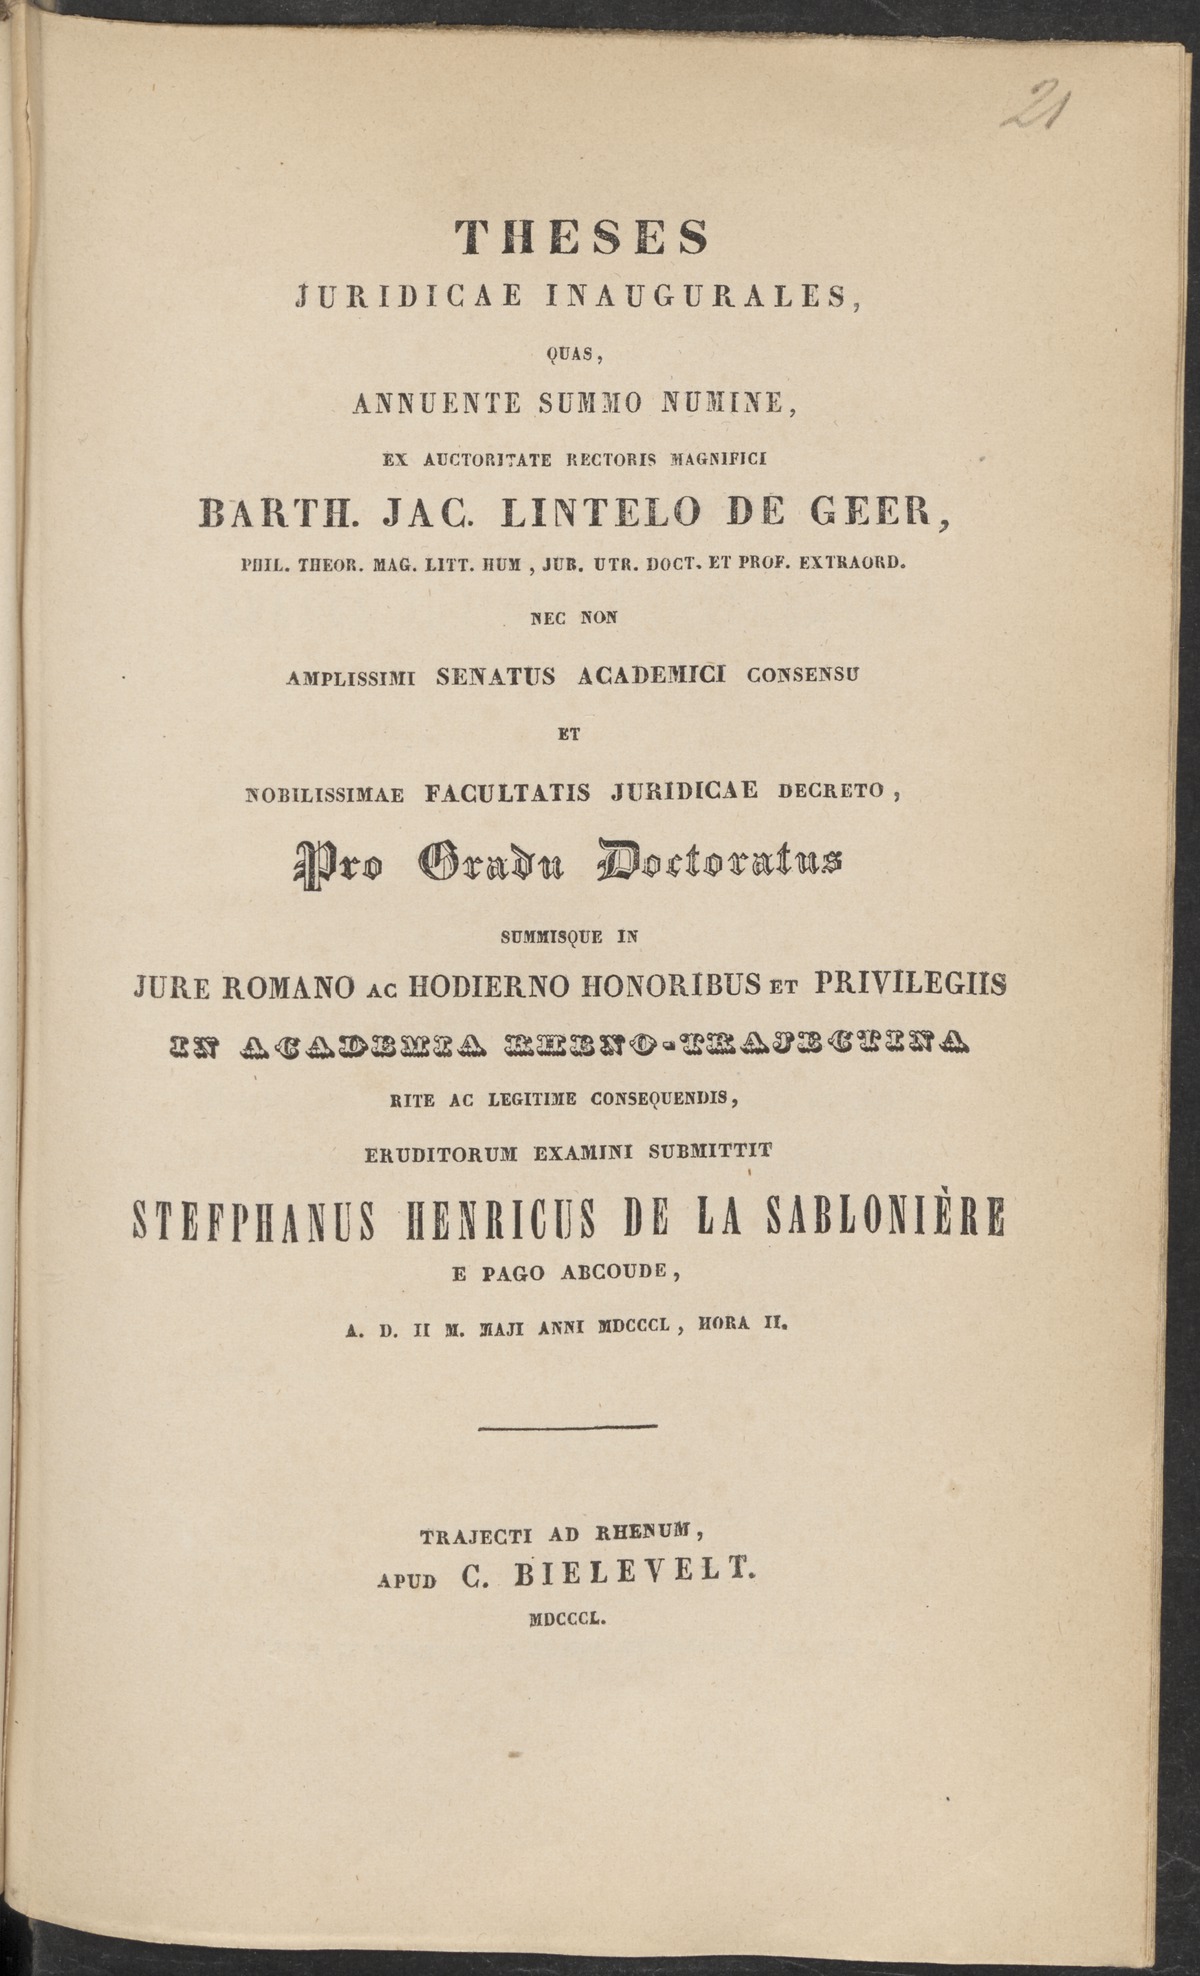 21
THESES
JURIDICAE INAUGURALES,
QUAS,
ANNUENTE SUMMO NUMINE,
EX AUCTORITATE RECTORIS MAGNIFICI
BARTH. JAC. LINTELO DE GEER,
PHIL. THEOR. MAG. LITT. HUM, JUR. UTR. DOCT. ET PROF. EXTRAORD.
NEC NON
AMPLISSIMI SENATUS ACADEMICI CONSENSU
ET
NOBILISSIMAE FACULTATIS JURIDICAE DECRETO,
Pro Gradu Doctoratus
SUMMISQUE IN
JURE ROMANO AC HODIERNO HONORIBUS ET PRIVILEGIIS
IN ACADEMIA RHENO-TRAJECTINA
RITE AC LEGITIME CONSEQUENDIS,
ERUDITORUM EXAMINI SUBMITTIT
STEFPHANUS HENRICUS DE LA SABLONIÈRE
E PAGO ABCOUDE,
A. D. II M. MAJI ANNI MDCCCL, HORA II.
TRAJECTI AD RHENUM,
APUD C. BIELEVELT.
MDCCCL.